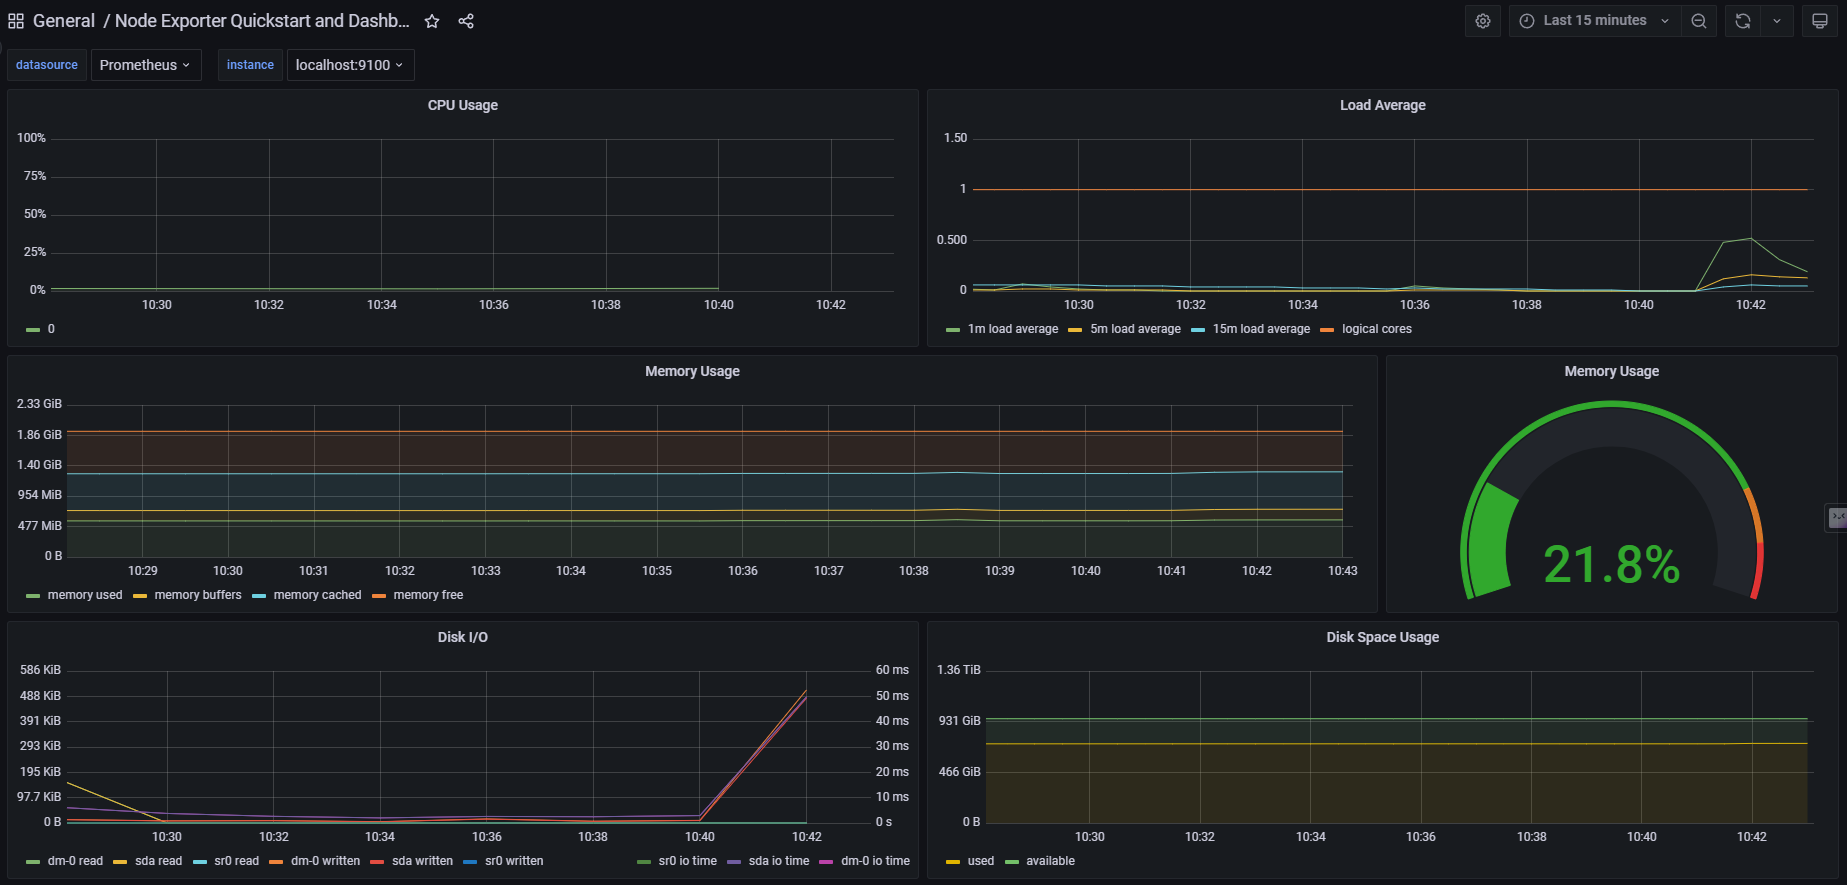 General / Node Exporter Quickstart and Dashb...
Last 15 minutes
datasource Prometheus instance localhost:9100
CPU Usage
100%
75%
50%
25%
0%
10:30 10:32 10:34 10:36 10:38 10:40 10:42
0
Load Average
1.50
1
0.500
0
10:30 10:32 10:34 10:36 10:38 10:40 10:42
1m load average 5m load average 15m load average logical cores
Memory Usage
2.33 GiB
1.86 GiB
1.40 GiB
954 MiB
477 MiB
0 B
10:29 10:30 10:31 10:32 10:33 10:34 10:35 10:36 10:37 10:38 10:39 10:40 10:41 10:42 10:43
memory used memory buffers memory cached memory free
Memory Usage
21.8%
Disk I/O
586 KiB
488 KiB
391 KiB
293 KiB
195 KiB
97.7 KiB
0 B
60 ms
50 ms
40 ms
30 ms
20 ms
10 ms
0 s
10:30 10:32 10:34 10:36 10:38 10:40 10:42
dm-0 read sda read sr0 read dm-0 written sda written sr0 written sr0 io time sda io time dm-0 io time
Disk Space Usage
1.36 TiB
931 GiB
466 GiB
0 B
10:30 10:32 10:34 10:36 10:38 10:40 10:42
used available